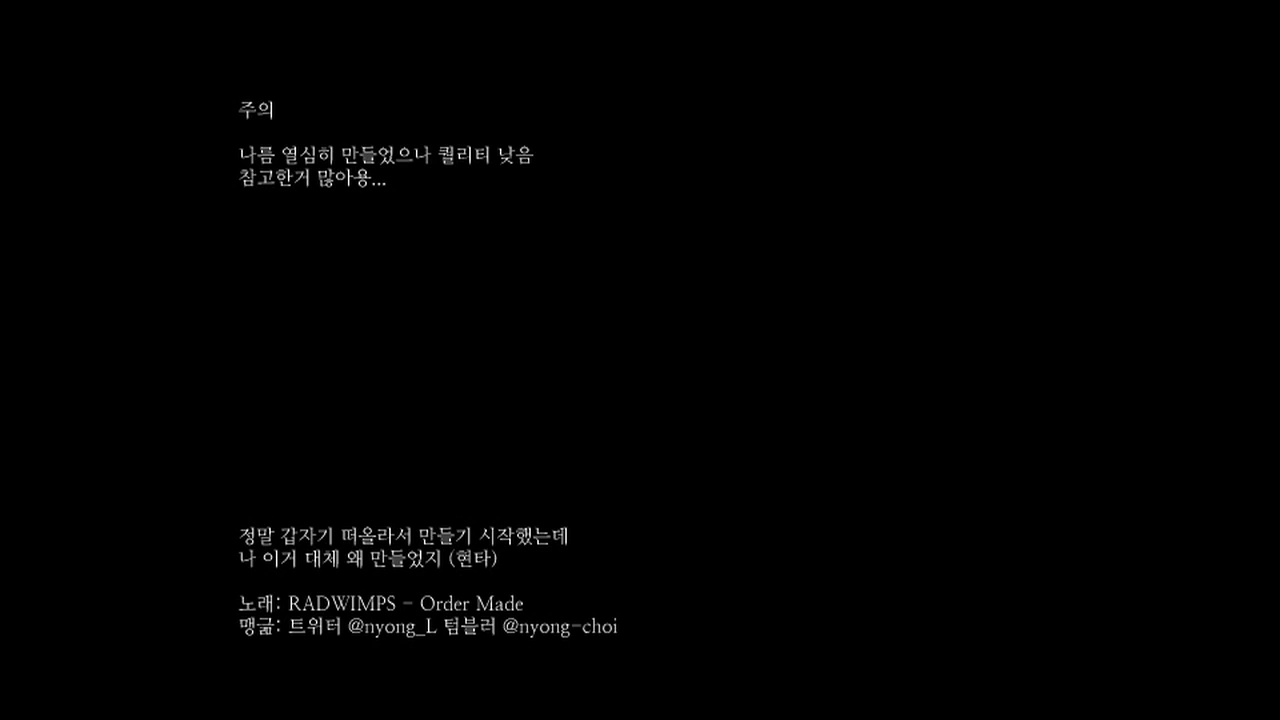 주의
나름 열심히 만들었으나 퀄리티 낮음
참고한거 많아용...
정말 갑자기 떠올라서 만들기 시작했는데
나 이거 대체 왜 만들었지 (현타)
노래: RADWIMPS - Order Made
맹긂: 트위터 @nyong_L 텀블러 @nyong-choi